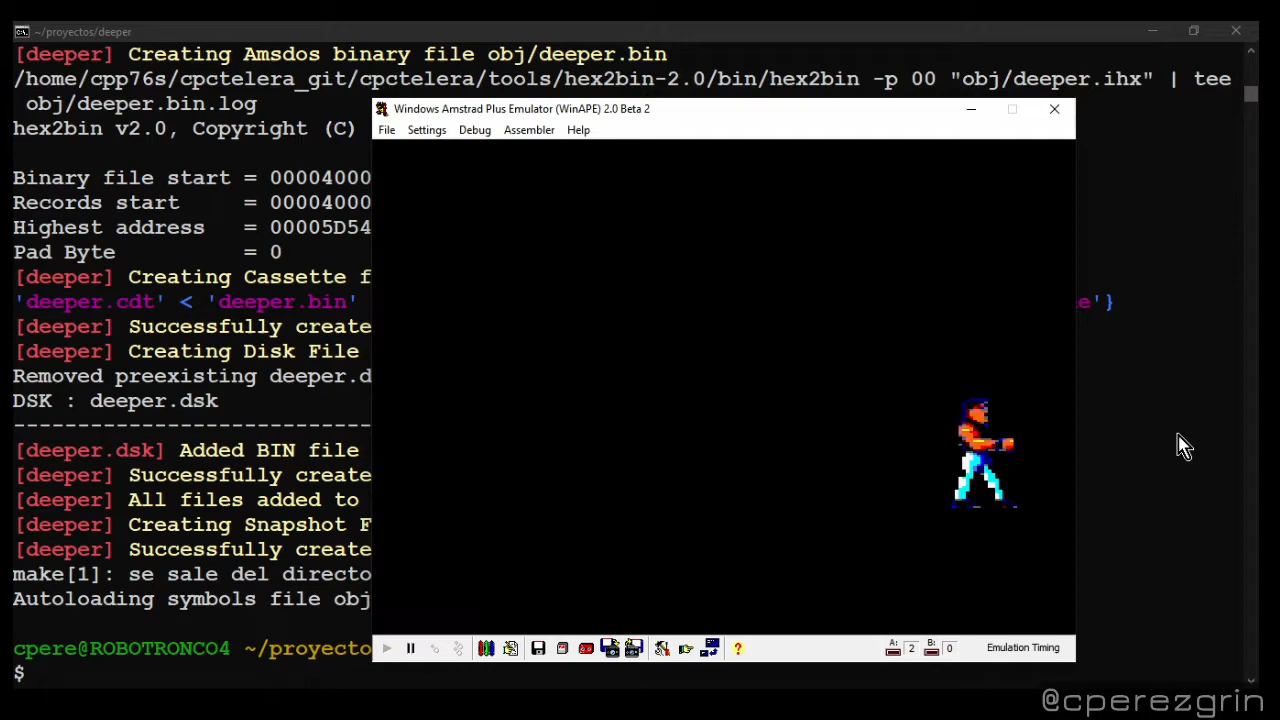 ~/proyectos/deeper
[deeper] Creating Amsdos binary file obj/deeper.bin
/home/cpp76s/cpctelera_git/cpctelera/tools/hex2bin-2.0/bin/hex2bin -p 00 "obj/deeper.ihx" | tee
obj/deeper.bin.log
hex2bin v2.0, Copyright (C)
Binary file start = 00004000
Records start = 00004000
Highest address = 00005D54
Pad Byte = 0
[deeper] Creating Cassette f
'deeper.cdt' < 'deeper.bin' e'}
[deeper] Successfully create
[deeper] Creating Disk File
Removed preexisting deeper.d
DSK : deeper.dsk
-----------------------------
[deeper.dsk] Added BIN file
[deeper] Successfully create
[deeper] All files added to
[deeper] Creating Snapshot F
[deeper] Successfully create
make[1]: se sale del directo
Autoloading symbols file obj
cpere@ROBOTRONCO4 ~/proyecto
$
Windows Amstrad Plus Emulator (WinAPE) 2.0 Beta 2
File Settings Debug Assembler Help
A: 2 B: 0 Emulation Timing
@cperezgrin